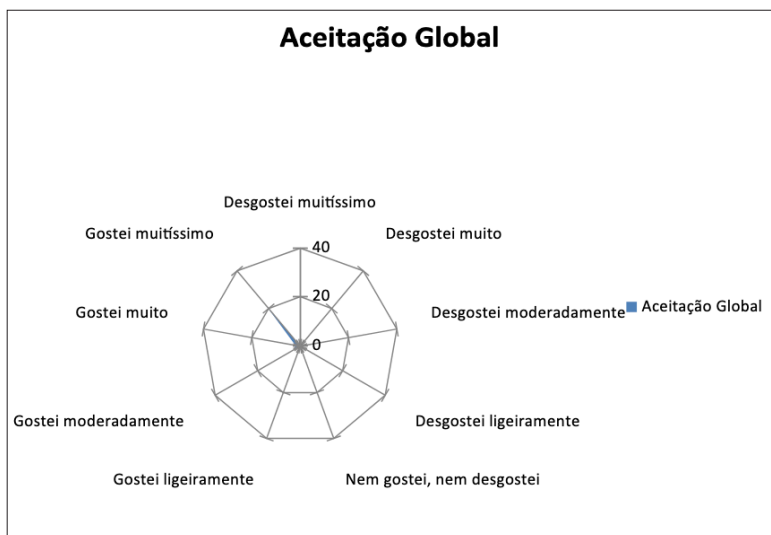 Aceitação Global
Desgostei muitíssimo
Gostei muitíssimo
40
Desgostei muito
20
Gostei muito
Desgostei moderadamente
Aceitação Global
0
Gostei moderadamente
Desgostei ligeiramente
Gostei ligeiramente
Nem gostei, nem desgostei